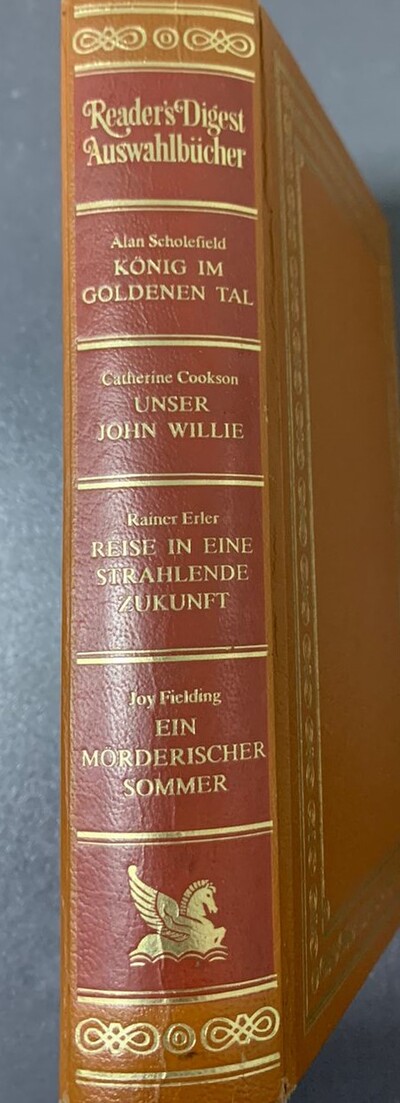 Reader's Digest
Auswahlbücher
Alan Scholefield
KÖNIG IM
GOLDENEN TAL
Catherine Cookson
UNSER
JOHN WILLIE
Rainer Erler
REISE IN EINE
STRAHLENDE
ZUKUNFT
Joy Fielding
EIN
MÖRDERISCHER
SOMMER